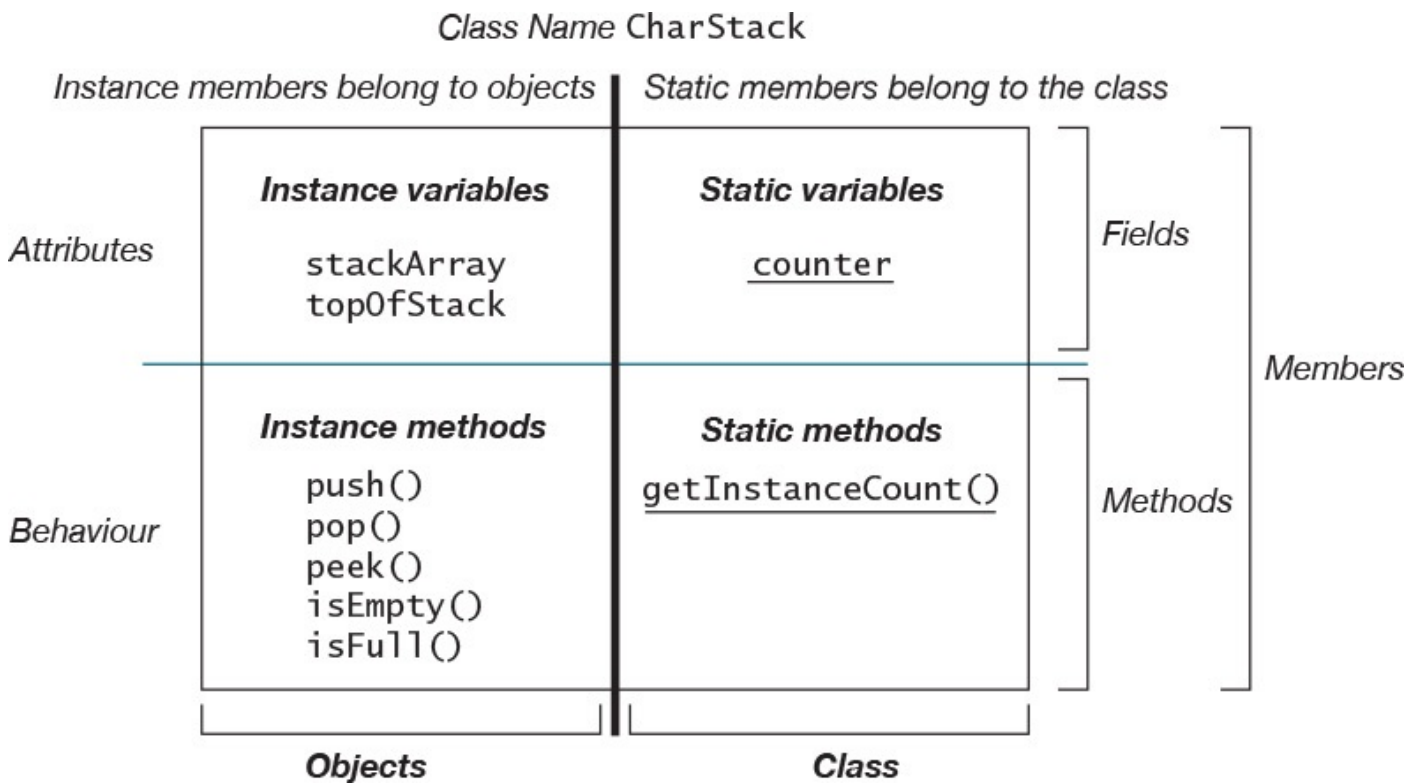 Class Name CharStack
Instance members belong to objects
Static members belong to the class
Instance variables
Static variables
Attributes
stackArray
topOfStack
counter
Fields
Members
Instance methods
Static methods
Behaviour
push()
pop()
peek()
isEmpty()
isFull()
getInstanceCount()
Methods
Objects
Class